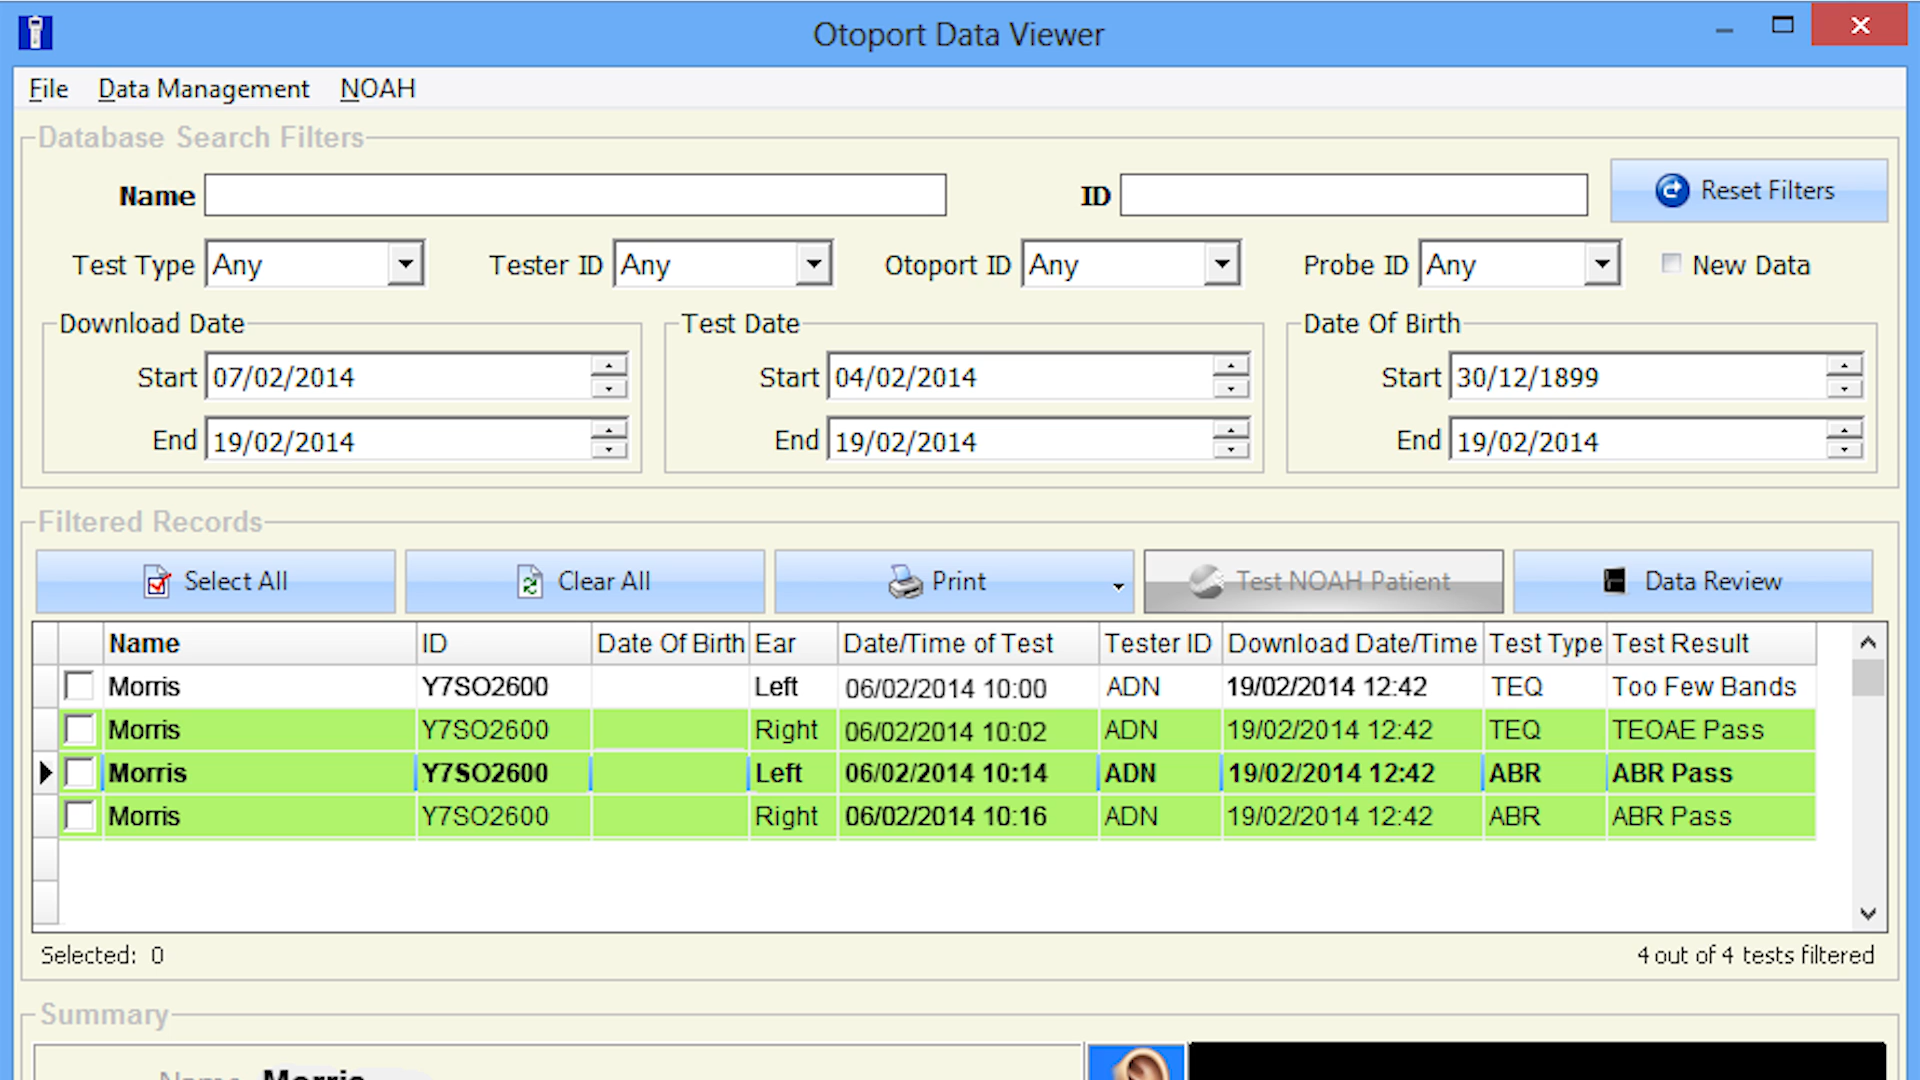 Otoport Data Viewer
File Data Management NOAH
Database Search Filters
Name ID Reset Filters
Test Type Any Tester ID Any Otoport ID Any Probe ID Any New Data
Download Date Test Date Date Of Birth
Start 07/02/2014 Start 04/02/2014 Start 30/12/1899
End 19/02/2014 End 19/02/2014 End 19/02/2014
Filtered Records
Select All Clear All Print Test NOAH Patient Data Review
Name ID Date Of Birth Ear Date/Time of Test Tester ID Download Date/Time Test Type Test Result
Morris Y7SO2600 Left 06/02/2014 10:00 ADN 19/02/2014 12:42 TEQ Too Few Bands
Morris Y7SO2600 Right 06/02/2014 10:02 ADN 19/02/2014 12:42 TEQ TEOAE Pass
Morris Y7SO2600 Left 06/02/2014 10:14 ADN 19/02/2014 12:42 ABR ABR Pass
Morris Y7SO2600 Right 06/02/2014 10:16 ADN 19/02/2014 12:42 ABR ABR Pass
Selected: 0 4 out of 4 tests filtered
Summary
Name Morris